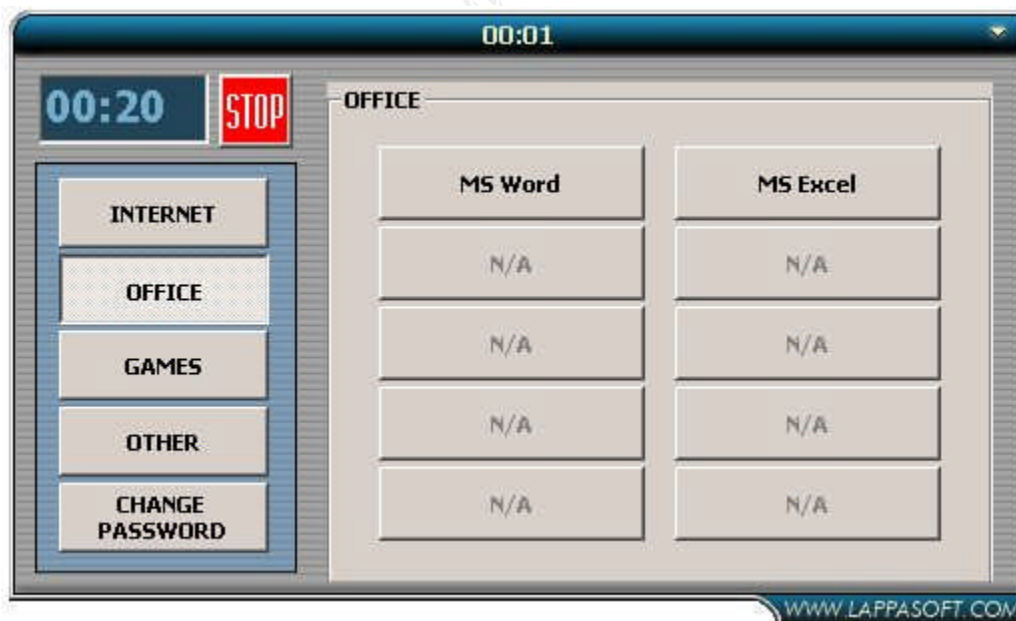 00:01
00:20 STOP
INTERNET
OFFICE
GAMES
OTHER
CHANGE
PASSWORD
OFFICE
MS Word MS Excel
N/A N/A
N/A N/A
N/A N/A
N/A N/A
WWW.LAPPASOFT.COM